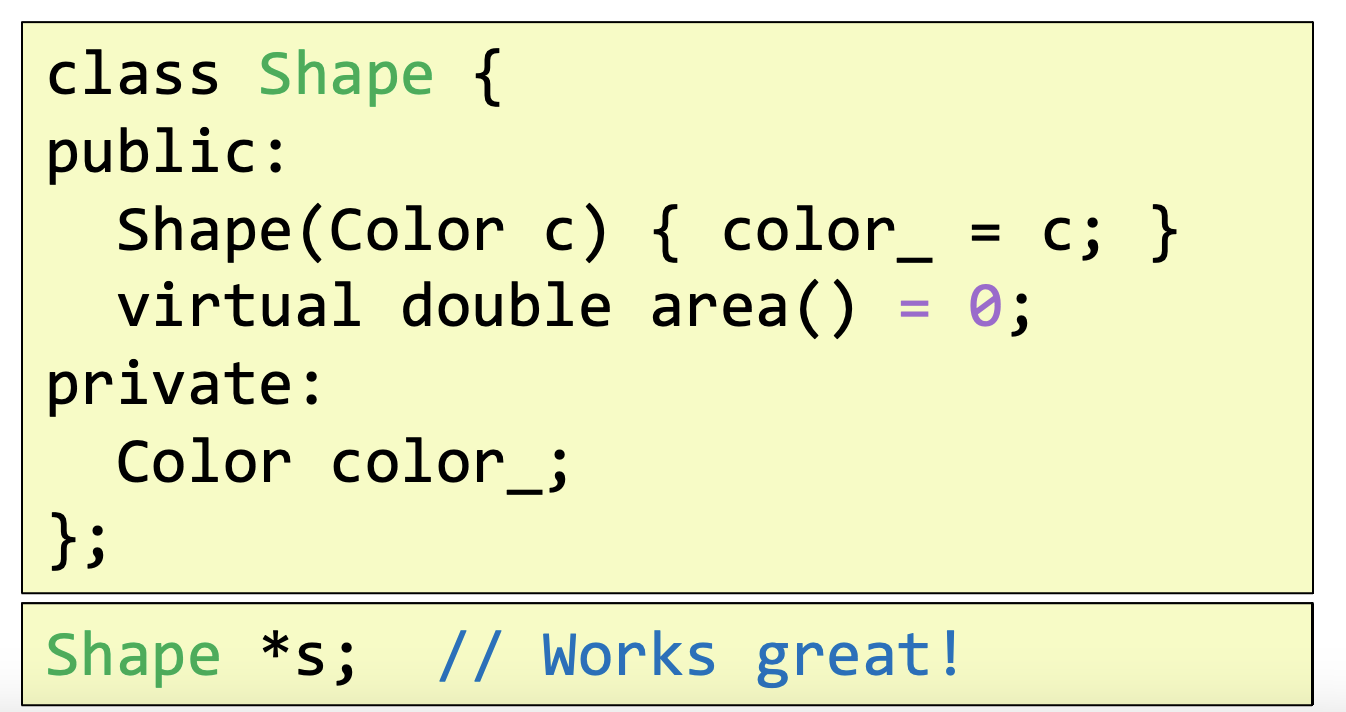 class Shape {
public:
  Shape(Color c) { color_ = c; }
  virtual double area() = 0;
private:
  Color color_;
};
Shape *s;  // Works great!